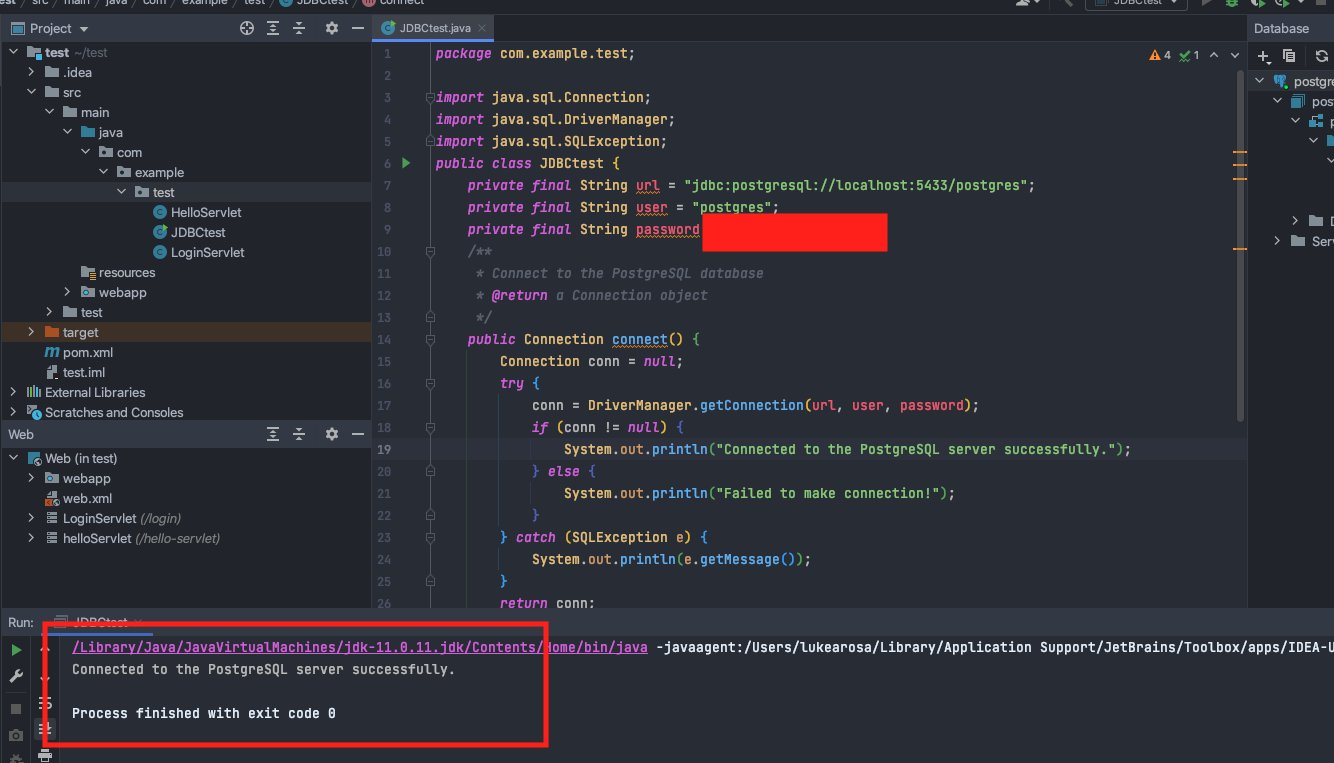 src / main / java / com / example / test / JDBCtest / connect
JDBCtest
Project
JDBCtest.java
Database
test ~/test
.idea
src
main
java
com
example
test
HelloServlet
JDBCtest
LoginServlet
resources
webapp
test
target
pom.xml
test.iml
External Libraries
Scratches and Consoles
Web
Web (in test)
webapp
web.xml
LoginServlet (/login)
helloServlet (/hello-servlet)
4 1
1 package com.example.test;
2
3 import java.sql.Connection;
4 import java.sql.DriverManager;
5 import java.sql.SQLException;
6 public class JDBCtest {
7 private final String url = "jdbc:postgresql://localhost:5433/postgres";
8 private final String user = "postgres";
9 private final String password
10 /**
11 * Connect to the PostgreSQL database
12 * @return a Connection object
13 */
14 public Connection connect() {
15 Connection conn = null;
16 try {
17 conn = DriverManager.getConnection(url, user, password);
18 if (conn != null) {
19 System.out.println("Connected to the PostgreSQL server successfully.");
20 } else {
21 System.out.println("Failed to make connection!");
22 }
23 } catch (SQLException e) {
24 System.out.println(e.getMessage());
25 }
26 return conn;
postgre
pos
p
D
Serv
Run: JDBCtest
/Library/Java/JavaVirtualMachines/jdk-11.0.11.jdk/Contents/Home/bin/java -javaagent:/Users/lukearosa/Library/Application Support/JetBrains/Toolbox/apps/IDEA-U
Connected to the PostgreSQL server successfully.
Process finished with exit code 0